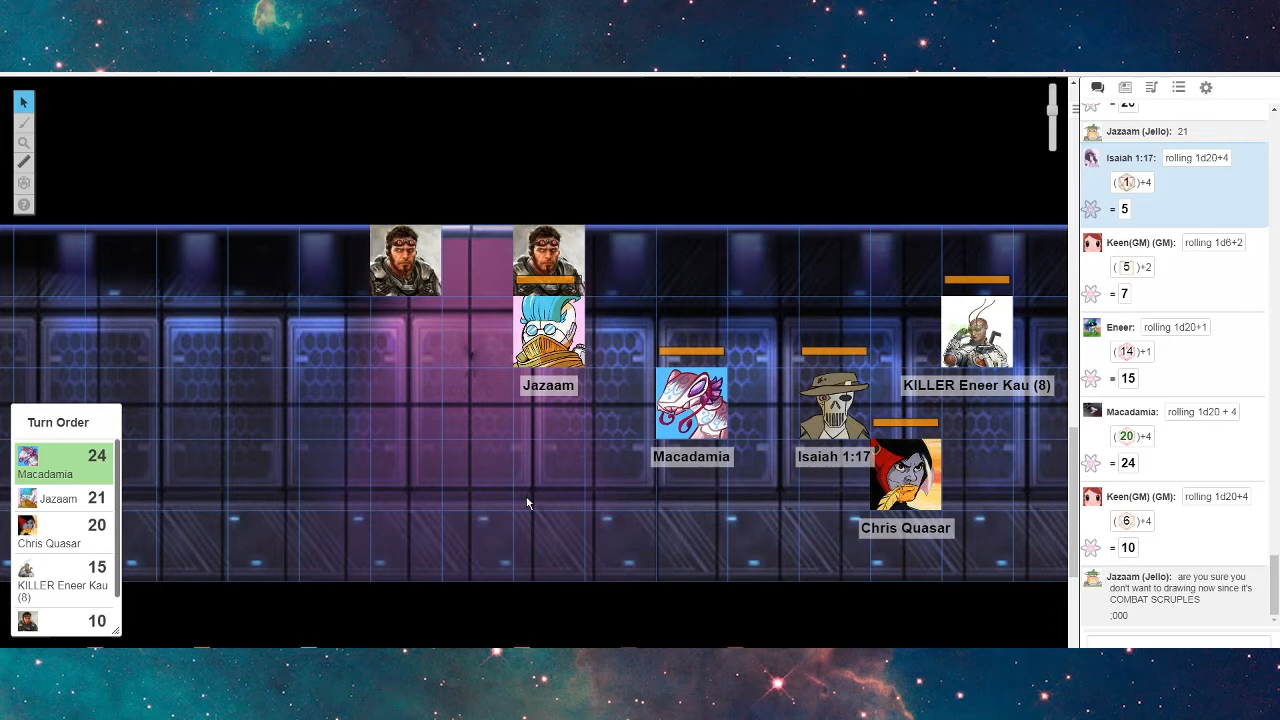 = 20
Jazaam (Jello): 21
Isaiah 1:17: rolling 1d20+4
(1)+4
= 5
Keen(GM) (GM): rolling 1d6+2
(5)+2
= 7
Eneer: rolling 1d20+1
(14)+1
= 15
Macadamia: rolling 1d20 + 4
(20)+4
= 24
Keen(GM) (GM): rolling 1d20+4
(6)+4
= 10
Jazaam (Jello): are you sure you
don't want to drawing now since it's
COMBAT SCRUPLES
;000
Jazaam
KILLER Eneer Kau (8)
Macadamia
Isaiah 1:17
Chris Quasar
Turn Order
24
Macadamia
Jazaam 21
20
Chris Quasar
15
KILLER Eneer Kau
(8)
10